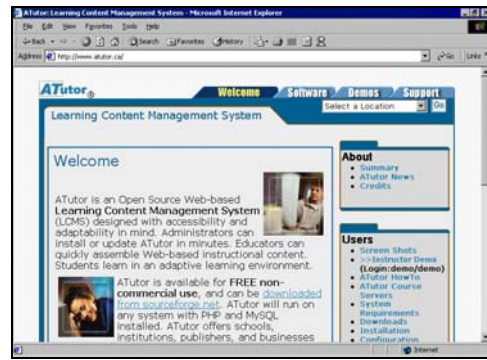 ATutor: Learning Content Management System - Microsoft Internet Explorer
File Edit View Favorites Tools Help
Back Search Favorites History
Address http://www.atutor.ca/ Go Links
ATutor® Welcome Software Demos Support
Select a Location Go
Learning Content Management System
Welcome
ATutor is an Open Source Web-based
Learning Content Management System
(LCMS) designed with accessibility and
adaptability in mind. Administrators can
install or update ATutor in minutes. Educators can
quickly assemble Web-based instructional content.
Students learn in an adaptive learning environment.
ATutor is available for FREE non-
commercial use, and can be downloaded
from sourceforge.net. ATutor will run on
any system with PHP and MySQL
installed. ATutor offers schools,
institutions, publishers, and businesses
About
Summary
ATutor News
Credits
Users
Screen Shots
>>Instructor Demo
(Login:demo/demo)
ATutor HowTo
ATutor Course
Servers
System
Requirements
Downloads
Installation
Configuration
Internet